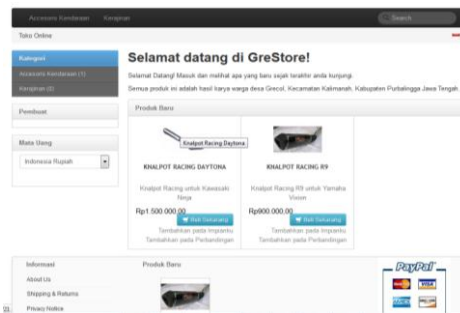 Accesoris Kendaraan Kerajinan Search
Toko Online
Kategori
Accesoris Kendaraan (1)
Kerajinan (0)
Pembuat
Mata Uang
Indonesia Rupiah
Selamat datang di GreStore!
Selamat Datang! Masuk dan melihat apa yang baru sejak terakhir anda kunjungi.
Semua produk ini adalah hasil karya warga desa Grecol, Kecamatan Kalimanah, Kabupaten Purbalingga Jawa Tengah.
Produk Baru
Knalpot Racing Daytona
KNALPOT RACING DAYTONA
Knalpot Racing untuk Kawasaki
Ninja
Rp1.500.000,00
Beli Sekarang
Tambahkan pada Impianku
Tambahkan pada Perbandingan
KNALPOT RACING R9
Knalpot Racing R9 untuk Yamaha
Vixion
Rp900.000,00
Beli Sekarang
Tambahkan pada Impianku
Tambahkan pada Perbandingan
Informasi
About Us
Shipping & Returns
Privacy Notice
Produk Baru
PayPal
VISA